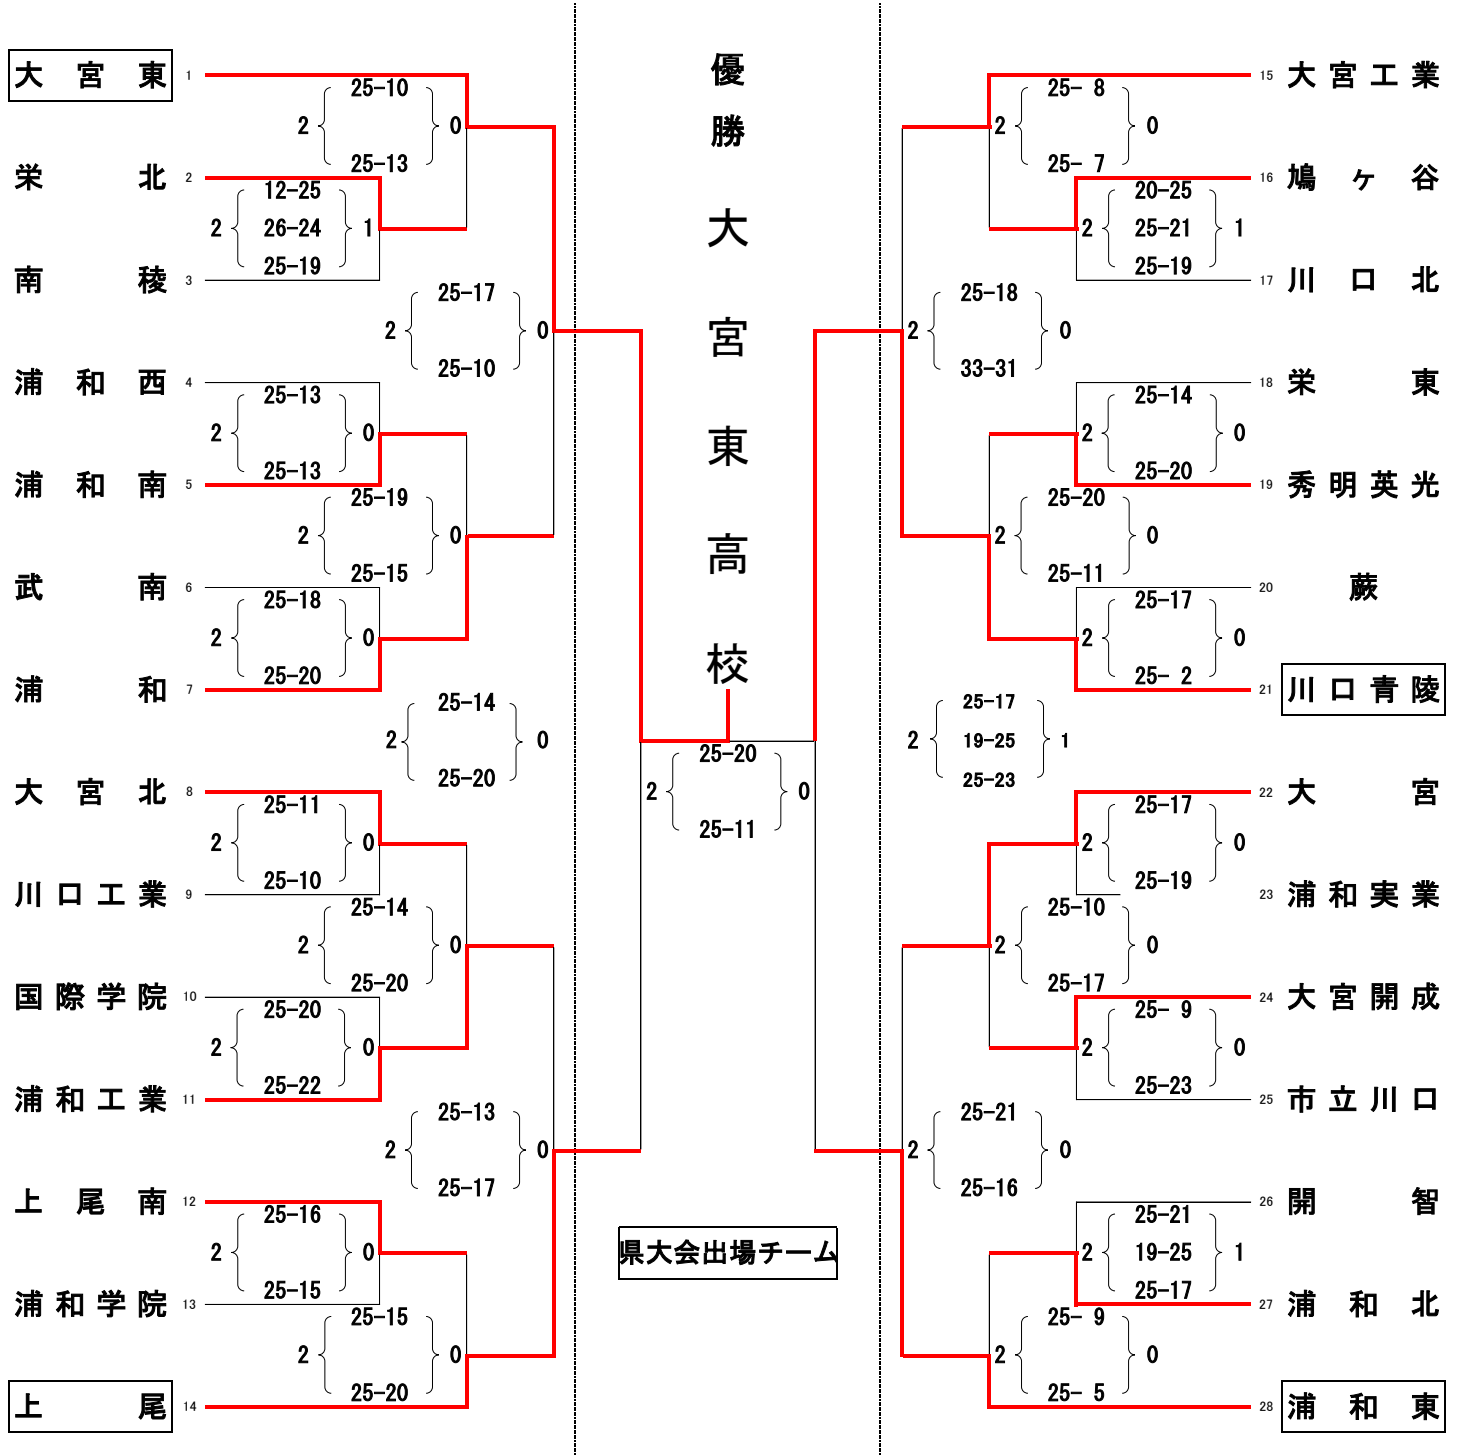 優勝 大宮東高校
大宮東 1
25-10
2 0
25-13
栄北 2
12-25
2 26-24 1
25-19
南稜 3
25-17
2 0
25-10
浦和西 4
25-13
2 0
25-13
浦和南 5
25-19
2 0
25-15
武南 6
25-18
2 0
25-20
浦和 7
25-14
2 0
25-20
大宮北 8
25-11
2 0
25-10
川口工業 9
25-14
2 0
25-20
国際学院 10
25-20
2 0
25-22
浦和工業 11
25-13
2 0
25-17
上尾南 12
25-16
2 0
25-15
浦和学院 13
25-15
2 0
25-20
上尾 14
25-20
2 0
25-11
県大会出場チーム
15 大宮工業
25- 8
2 0
25- 7
16 鳩ヶ谷
20-25
2 25-21 1
25-19
17 川口北
25-18
2 0
33-31
18 栄東
25-14
2 0
25-20
19 秀明英光
25-20
2 0
25-11
20 蕨
25-17
2 0
25- 2
21 川口青陵
25-17
2 19-25 1
25-23
22 大宮
25-17
2 0
25-19
23 浦和実業
25-10
2 0
25-17
24 大宮開成
25- 9
2 0
25-23
25 市立川口
25-21
2 0
25-16
26 開智
25-21
2 19-25 1
25-17
27 浦和北
25- 9
2 0
25- 5
28 浦和東